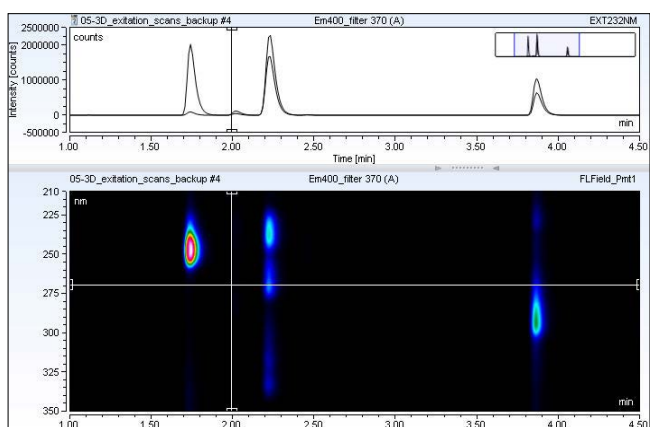 05-3D_exitation_scans_backup #4 Em400_filter 370 (A) EXT232NM
counts
Intensity [counts]
2500000
2000000
1000000
0
-500000
min
1.00 1.50 2.00 2.50 3.00 3.50 4.00 4.50
Time [min]
05-3D_exitation_scans_backup #4 Em400_filter 370 (A) FLField_Pmt1
nm
210
225
250
275
300
325
350
min
1.00 1.50 2.00 2.50 3.00 3.50 4.00 4.50